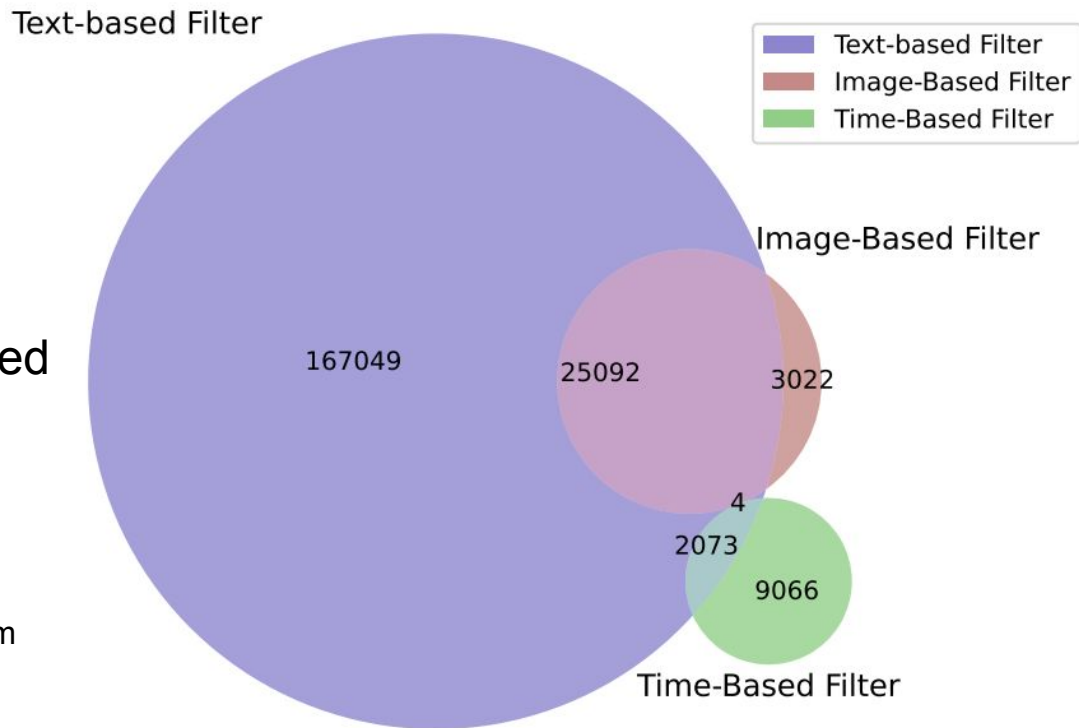 Text-based Filter
Text-based Filter
Image-Based Filter
Time-Based Filter
Image-Based Filter
ed
167049
25092
3022
4
2073
9066
m
Time-Based Filter